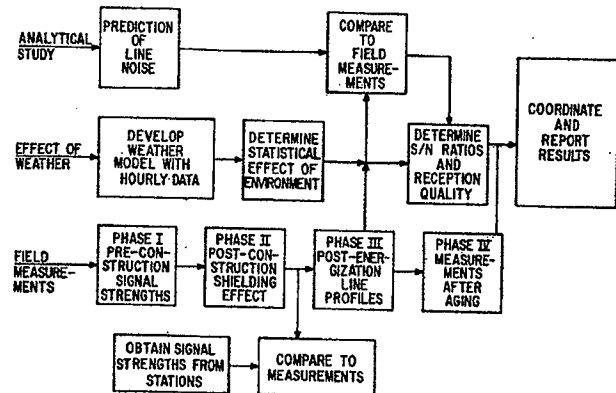 ANALYTICAL
STUDY
PREDICTION
OF
LINE
NOISE
COMPARE
TO
FIELD
MEASURE-
MENTS
EFFECT OF
WEATHER
DEVELOP
WEATHER
MODEL WITH
HOURLY DATA
DETERMINE
STATISTICAL
EFFECT OF
ENVIRONMENT
DETERMINE
S/N RATIOS
AND
RECEPTION
QUALITY
COORDINATE
AND
REPORT
RESULTS
FIELD
MEASURE-
MENTS
PHASE I
PRE-CON-
STRUCTION
SIGNAL
STRENGTHS
PHASE II
POST-CON-
STRUCTION
SHIELDING
EFFECT
PHASE III
POST-ENERGI-
ZATION
LINE
PROFILES
PHASE IV
MEASURE-
MENTS
AFTER
AGING
OBTAIN SIGNAL
STRENGTHS FROM
STATIONS
COMPARE TO
MEASUREMENTS